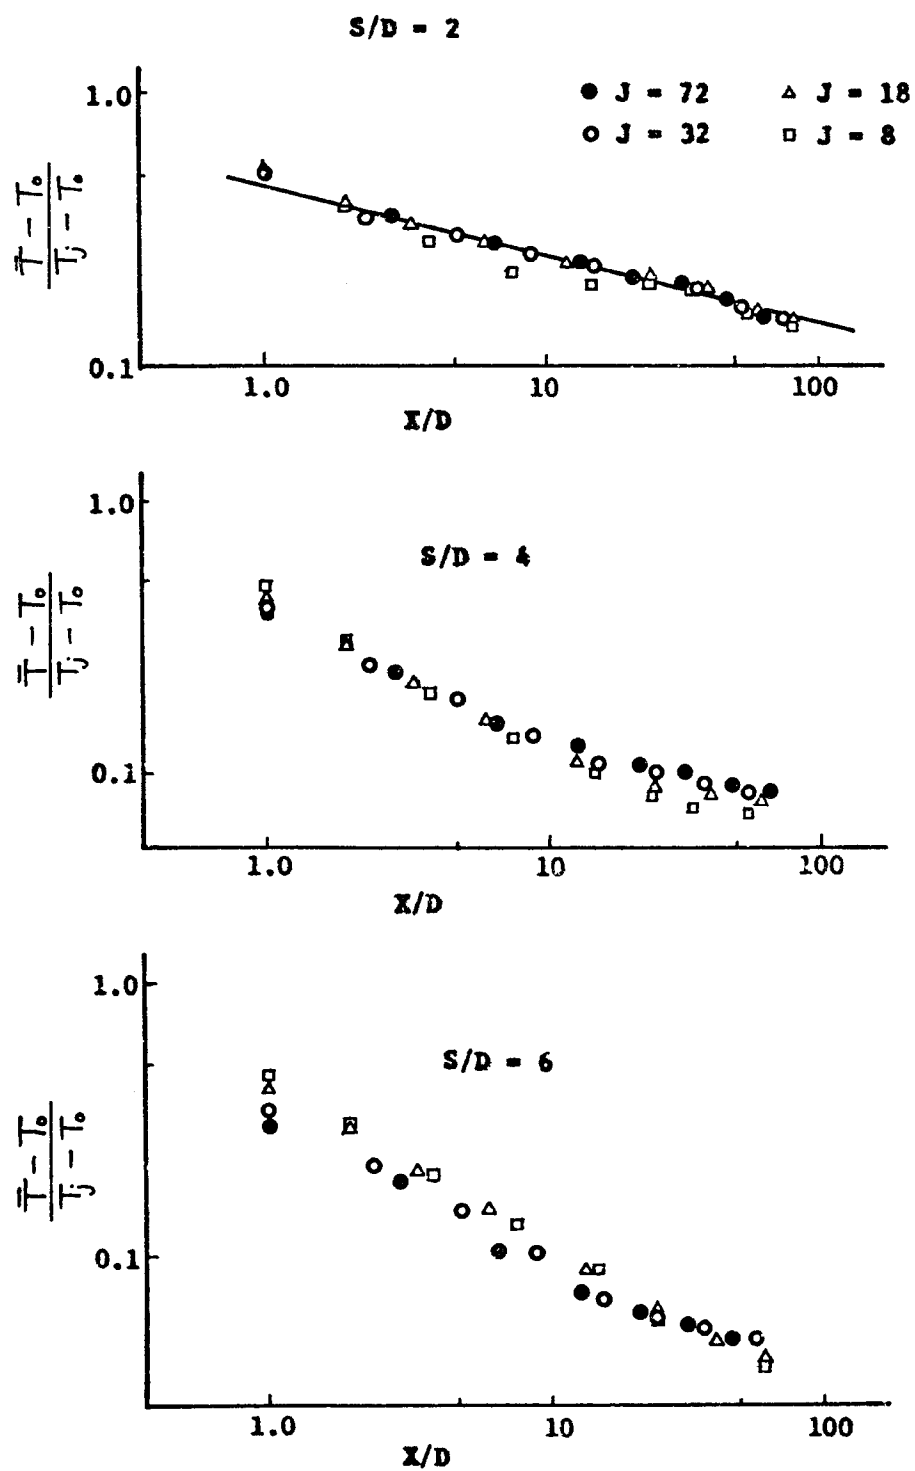 S/D = 2
● J = 72
△ J = 18
○ J = 32
□ J = 8
1.0
T̄ - T₀
Tj - T₀
0.1
1.0
10
100
X/D
1.0
S/D = 4
T̄ - T₀
Tj - T₀
0.1
1.0
10
100
X/D
1.0
S/D = 6
T̄ - T₀
Tj - T₀
0.1
1.0
10
100
X/D